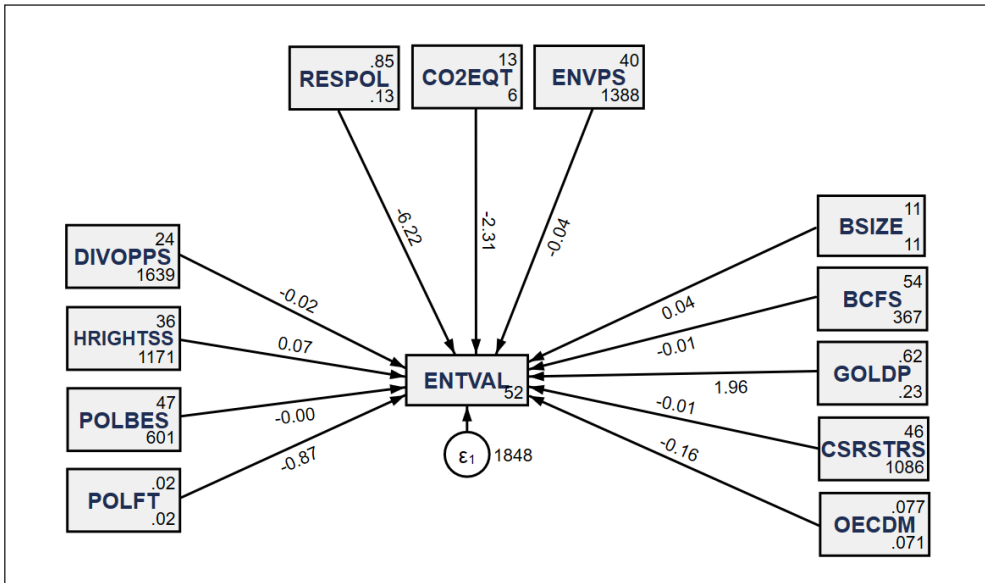 .85
RESPOL
.13
13
CO2EQT
6
40
ENVPS
1388
-6.22
-2.31
-0.04
24
DIVOPPS
1639
-0.02
36
HRIGHTSS
1171
0.07
47
POLBES
601
-0.00
.02
POLFT
.02
-0.87
ENTVAL
52
ε1
1848
11
BSIZE
11
0.04
54
BCFS
367
-0.01
.62
GOLDP
.23
1.96
46
CSRSTRS
1086
-0.01
.077
OECDM
.071
-0.16